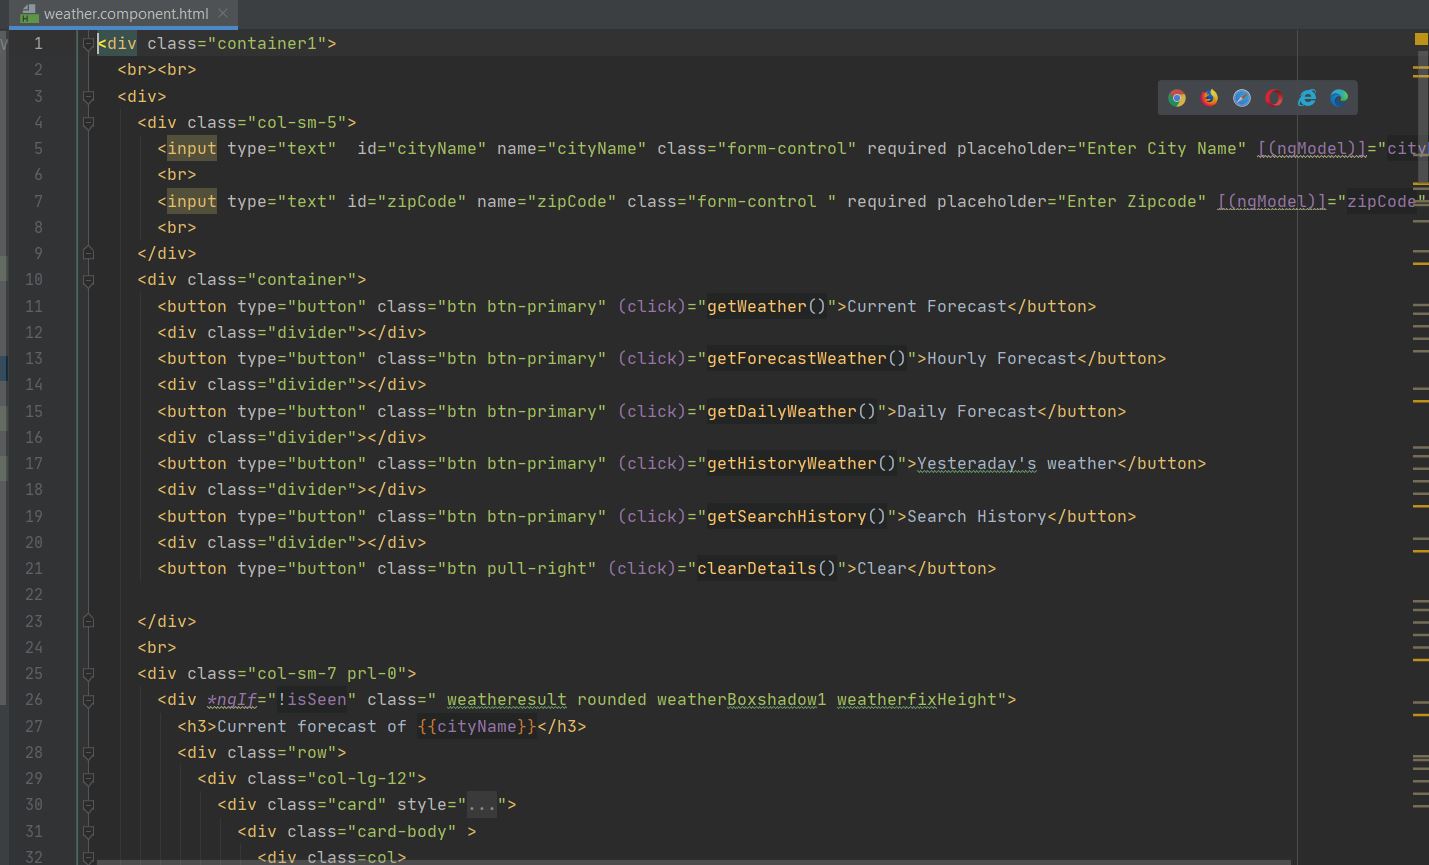 weather.component.html
1 <div class="container1">
2 <br><br>
3 <div>
4 <div class="col-sm-5">
5 <input type="text"  id="cityName" name="cityName" class="form-control" required placeholder="Enter City Name" [(ngModel)]="city
6 <br>
7 <input type="text" id="zipCode" name="zipCode" class="form-control " required placeholder="Enter Zipcode" [(ngModel)]="zipCode"
8 <br>
9 </div>
10 <div class="container">
11 <button type="button" class="btn btn-primary" (click)="getWeather()">Current Forecast</button>
12 <div class="divider"></div>
13 <button type="button" class="btn btn-primary" (click)="getForecastWeather()">Hourly Forecast</button>
14 <div class="divider"></div>
15 <button type="button" class="btn btn-primary" (click)="getDailyWeather()">Daily Forecast</button>
16 <div class="divider"></div>
17 <button type="button" class="btn btn-primary" (click)="getHistoryWeather()">Yesteraday's weather</button>
18 <div class="divider"></div>
19 <button type="button" class="btn btn-primary" (click)="getSearchHistory()">Search History</button>
20 <div class="divider"></div>
21 <button type="button" class="btn pull-right" (click)="clearDetails()">Clear</button>
22
23 </div>
24 <br>
25 <div class="col-sm-7 prl-0">
26 <div *ngIf="!isSeen" class=" weatheresult rounded weatherBoxshadow1 weatherfixHeight">
27 <h3>Current forecast of {{cityName}}</h3>
28 <div class="row">
29 <div class="col-lg-12">
30 <div class="card" style="...">
31 <div class="card-body" >
32 <div class=col>